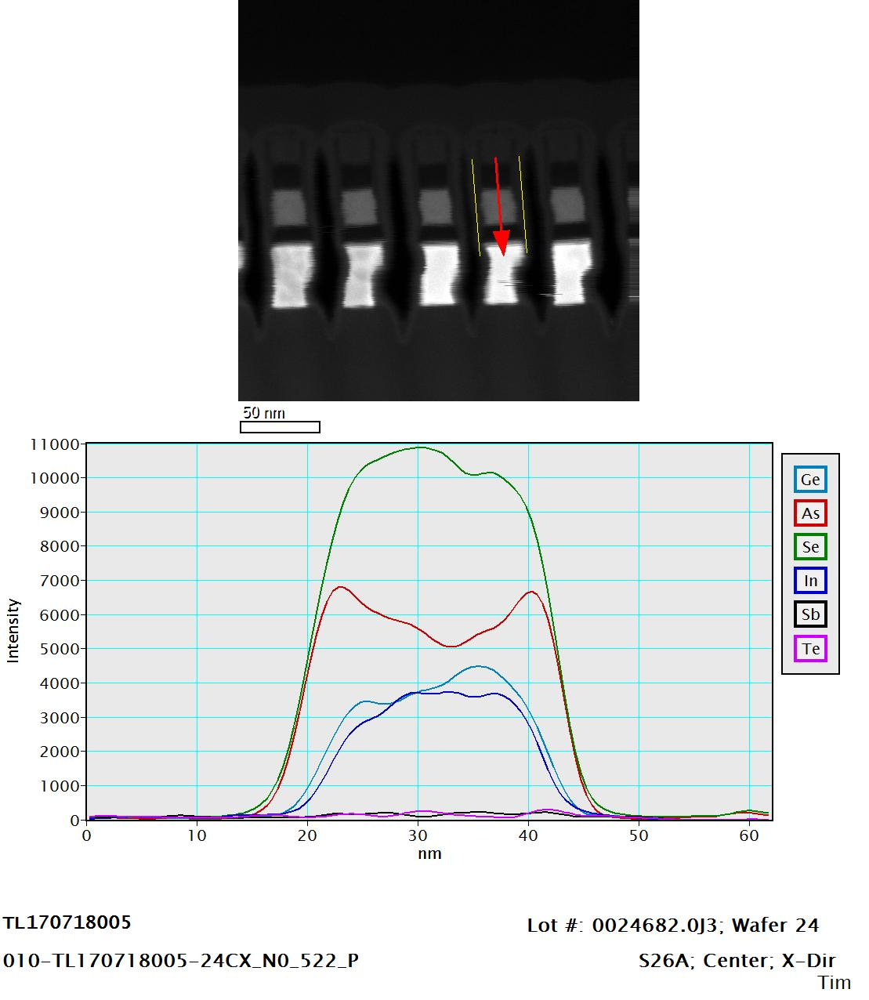 50 nm
11000
10000
9000
8000
7000
6000
5000
4000
3000
2000
1000
0
Intensity
0 10 20 30 40 50 60
nm
Ge
As
Se
In
Sb
Te
TL170718005
Lot #: 0024682.0J3; Wafer 24
010-TL170718005-24CX_N0_522_P
S26A; Center; X-Dir
Tim